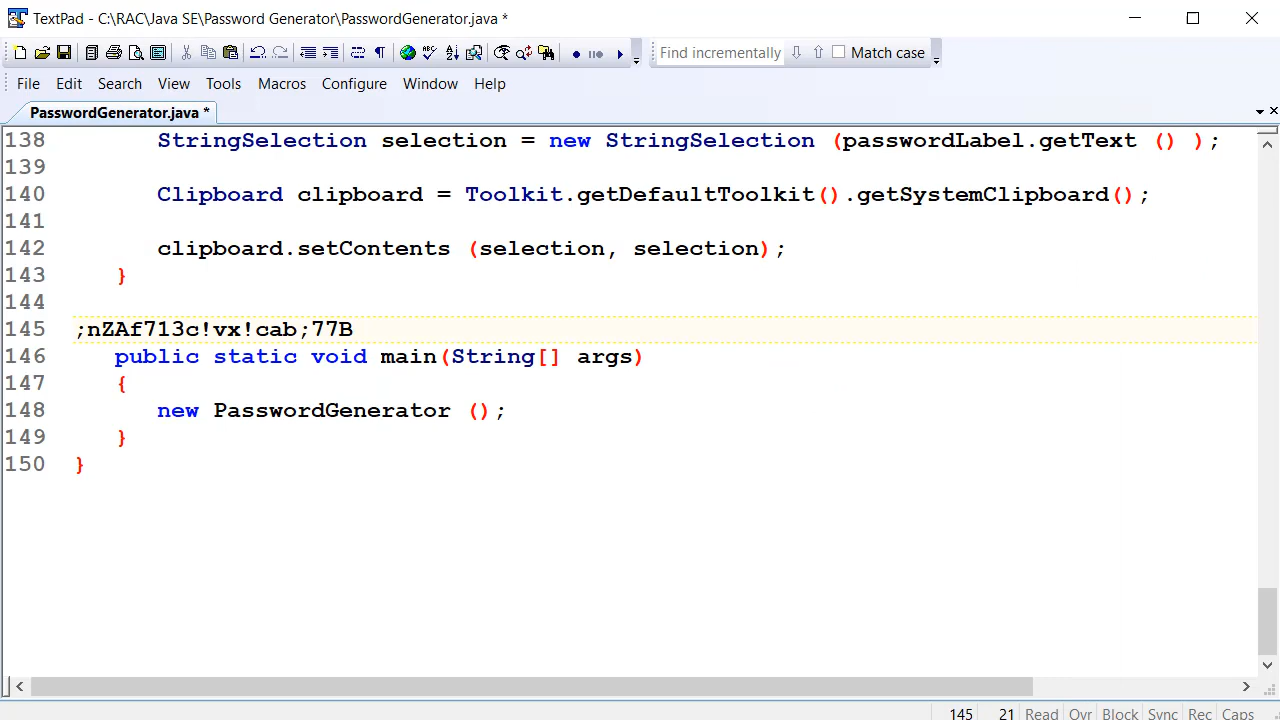 TextPad - C:\RAC\Java SE\Password Generator\PasswordGenerator.java *
Find incrementally Match case
File Edit Search View Tools Macros Configure Window Help
PasswordGenerator.java *
138 StringSelection selection = new StringSelection (passwordLabel.getText () );
139
140 Clipboard clipboard = Toolkit.getDefaultToolkit().getSystemClipboard();
141
142 clipboard.setContents (selection, selection);
143 }
144
145 ;nZAf713c!vx!cab;77B
146 public static void main(String[] args)
147 {
148 new PasswordGenerator ();
149 }
150 }
145 21 Read Ovr Block Sync Rec Caps